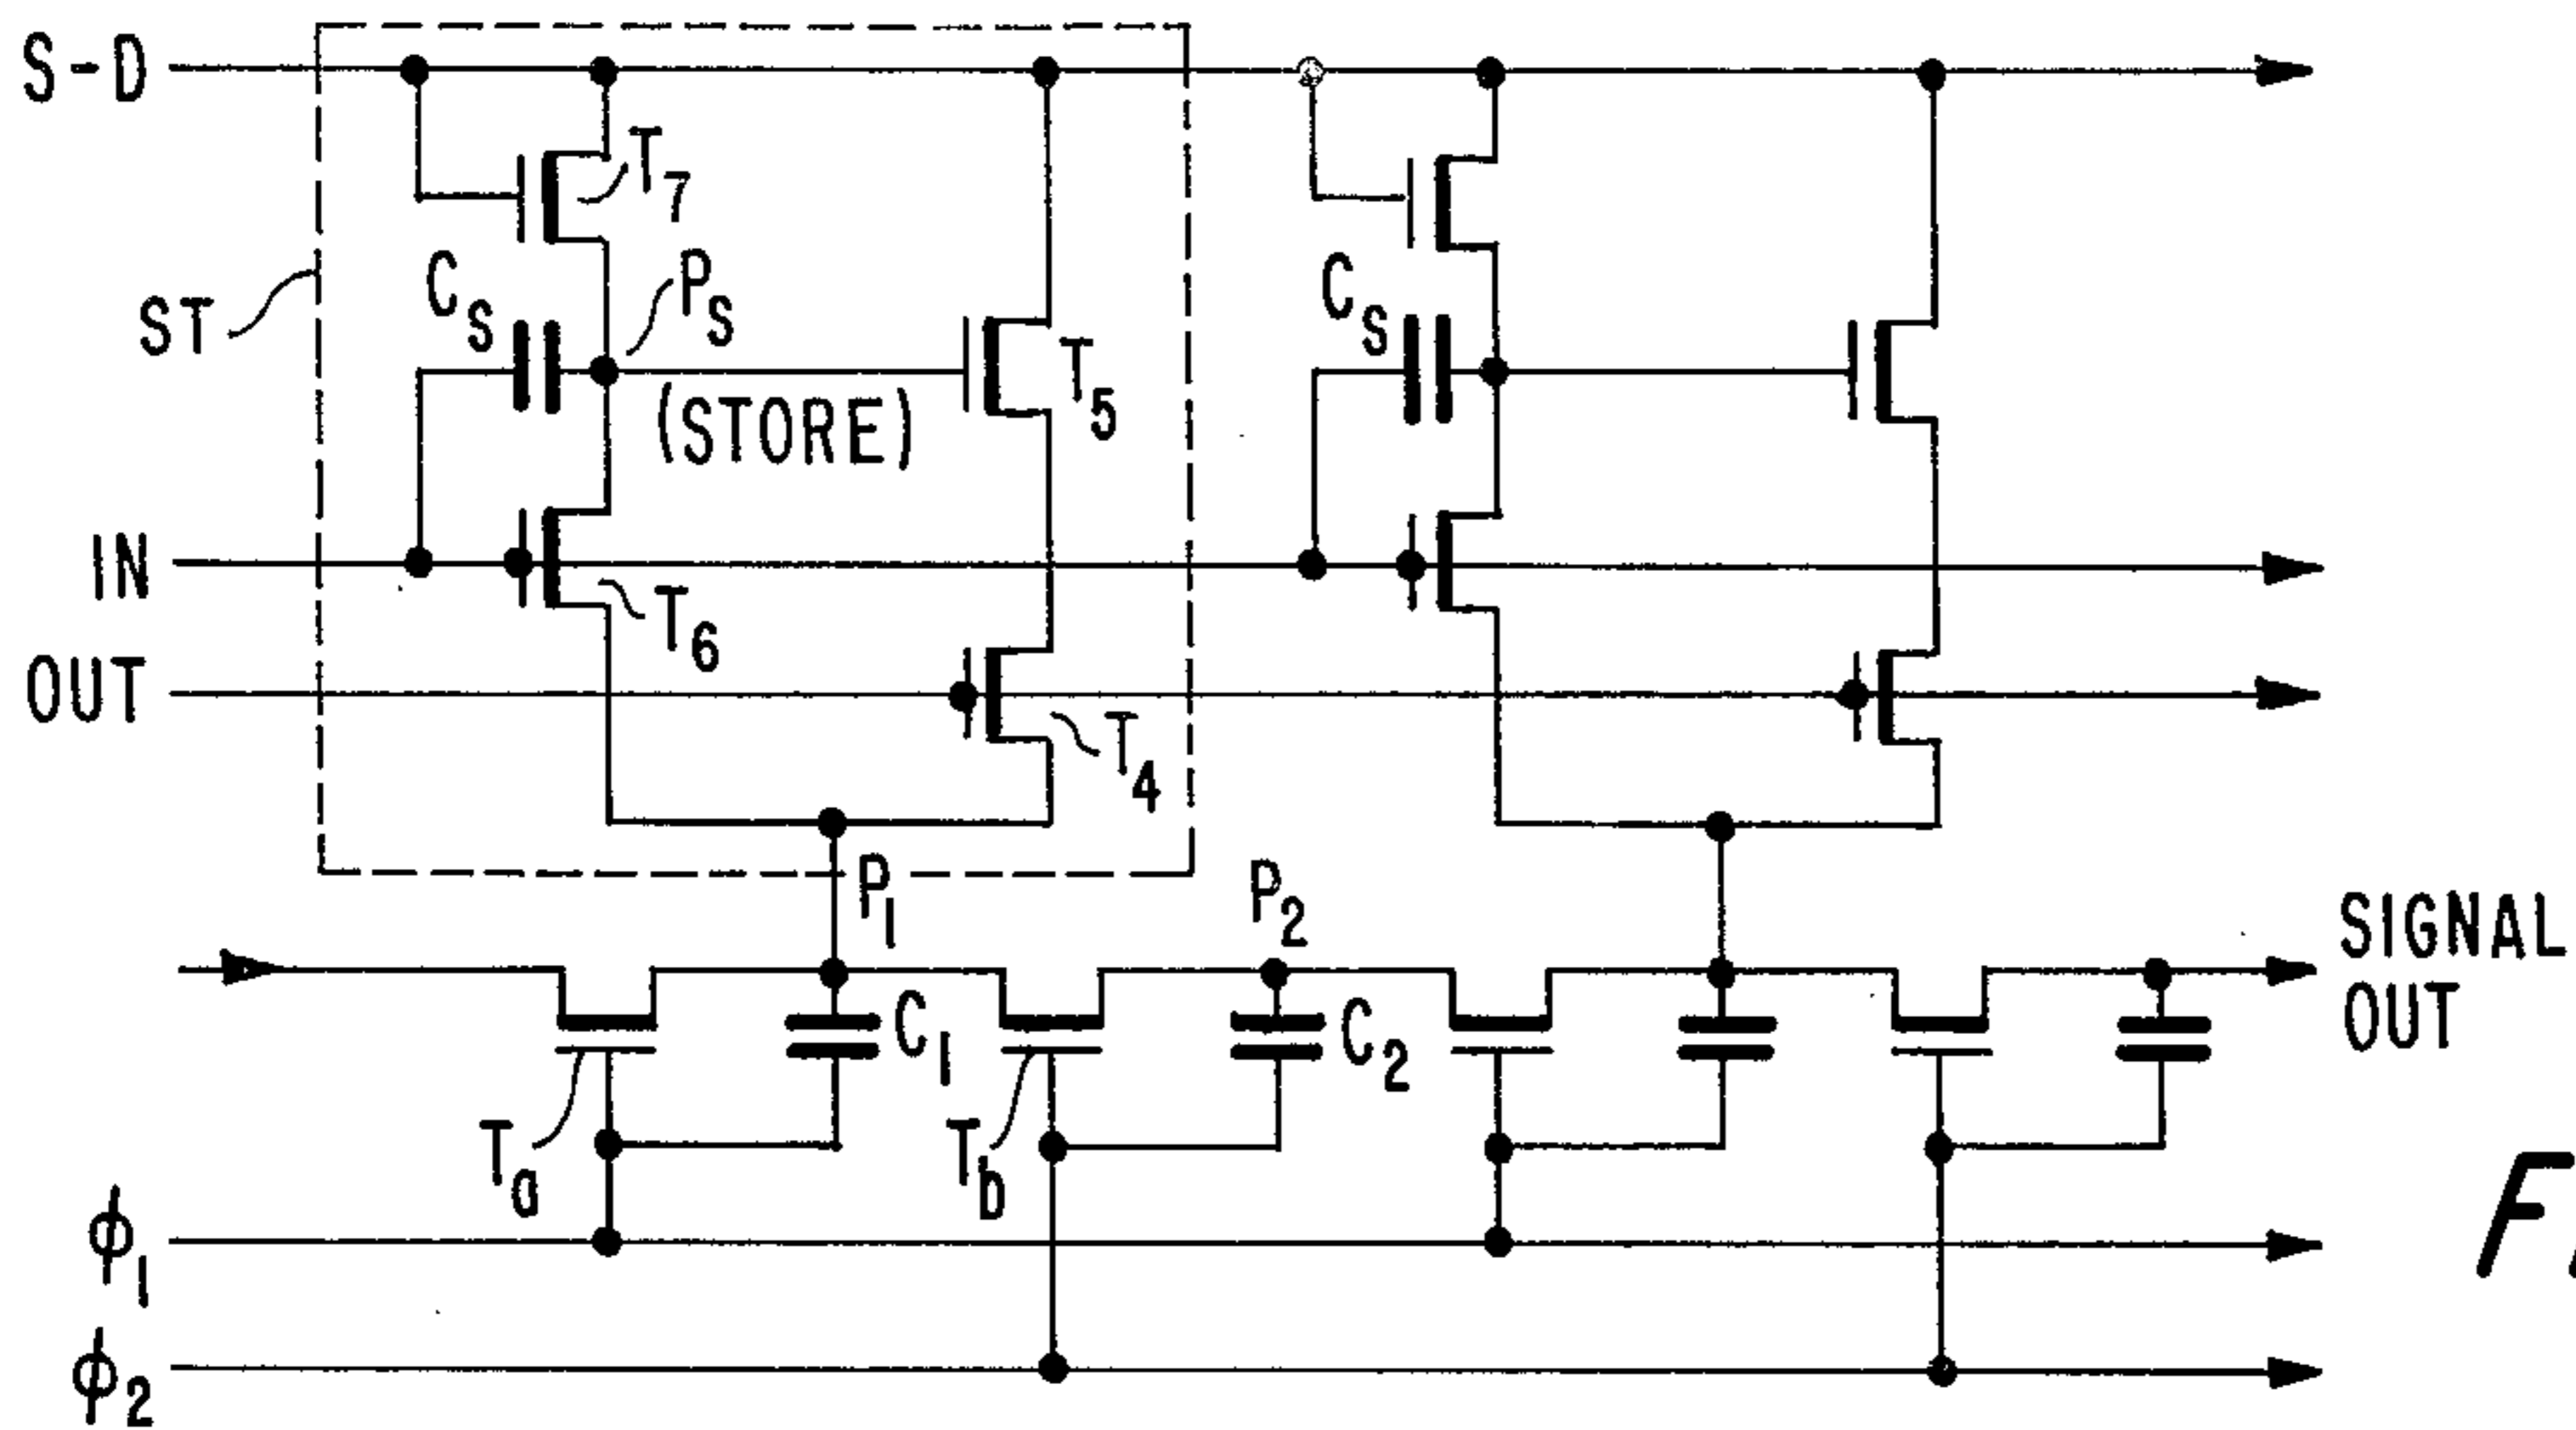 S-D
T7
CS
PS
ST
T5
(STORE)
CS
IN
T6
OUT
T4
P1
P2
SIGNAL
OUT
C1
C2
Ta
Tb
ϕ1
ϕ2